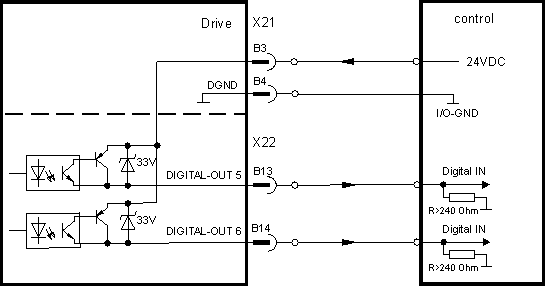 Drive X21 control
B3
24VDC
DGND B4
I/O-GND
X22
33V DIGITAL-OUT 5 B13 Digital IN
R>240 Ohm
33V DIGITAL-OUT 6 B14 Digital IN
R>240 Ohm